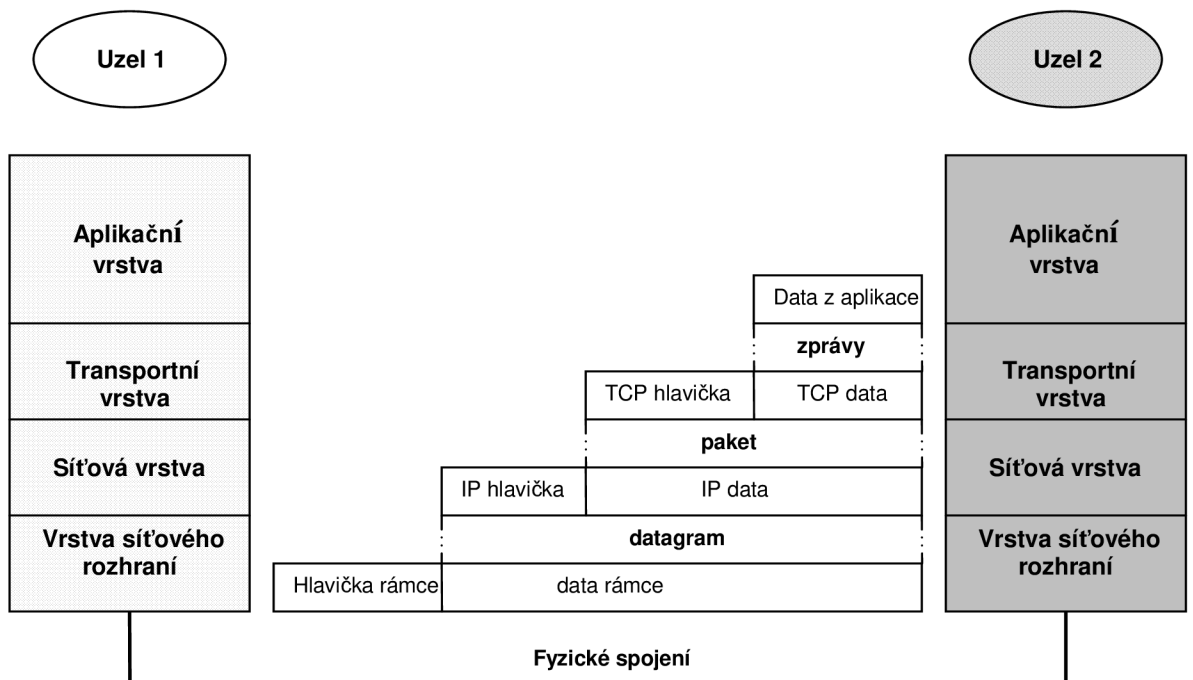 Uzel 1
Uzel 2
Aplikační
vrstva
Aplikační
vrstva
Data z aplikace
zprávy
Transportní
vrstva
TCP hlavička
TCP data
Transportní
vrstva
paket
Síťová vrstva
IP hlavička
IP data
Síťová vrstva
datagram
Vrstva síťového
rozhraní
Hlavička rámce
data rámce
Vrstva síťového
rozhraní
Fyzické spojení